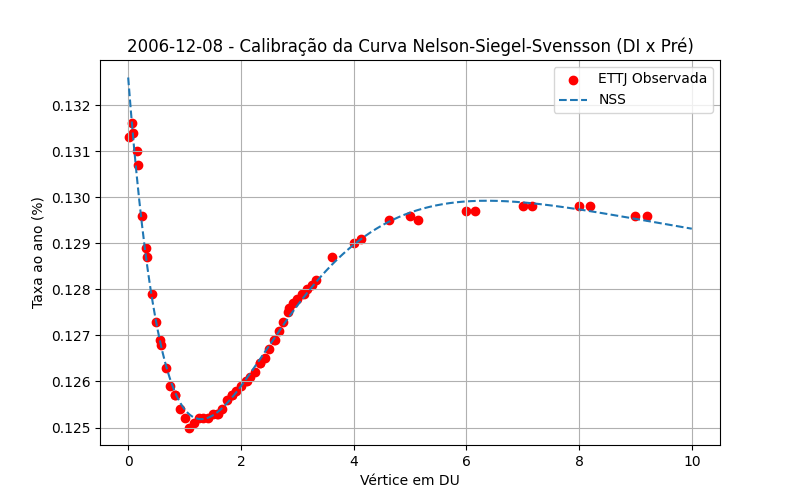 2006-12-08 - Calibração da Curva Nelson-Siegel-Svensson (DI x Pré)
ETTJ Observada
NSS
Taxa ao ano (%)
0.132
0.131
0.130
0.129
0.128
0.127
0.126
0.125
0 2 4 6 8 10
Vértice em DU